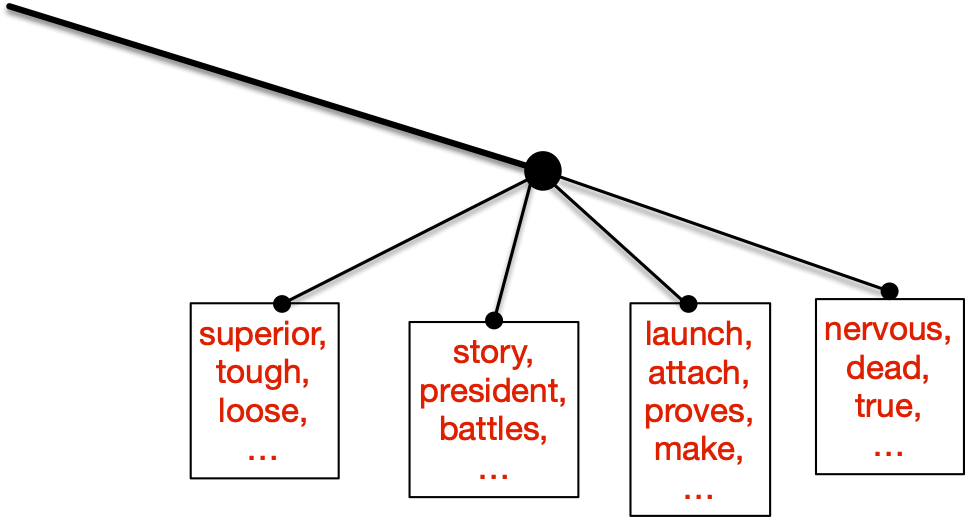 superior,
tough,
loose,
...
story,
president,
battles,
...
launch,
attach,
proves,
make,
...
nervous,
dead,
true,
...